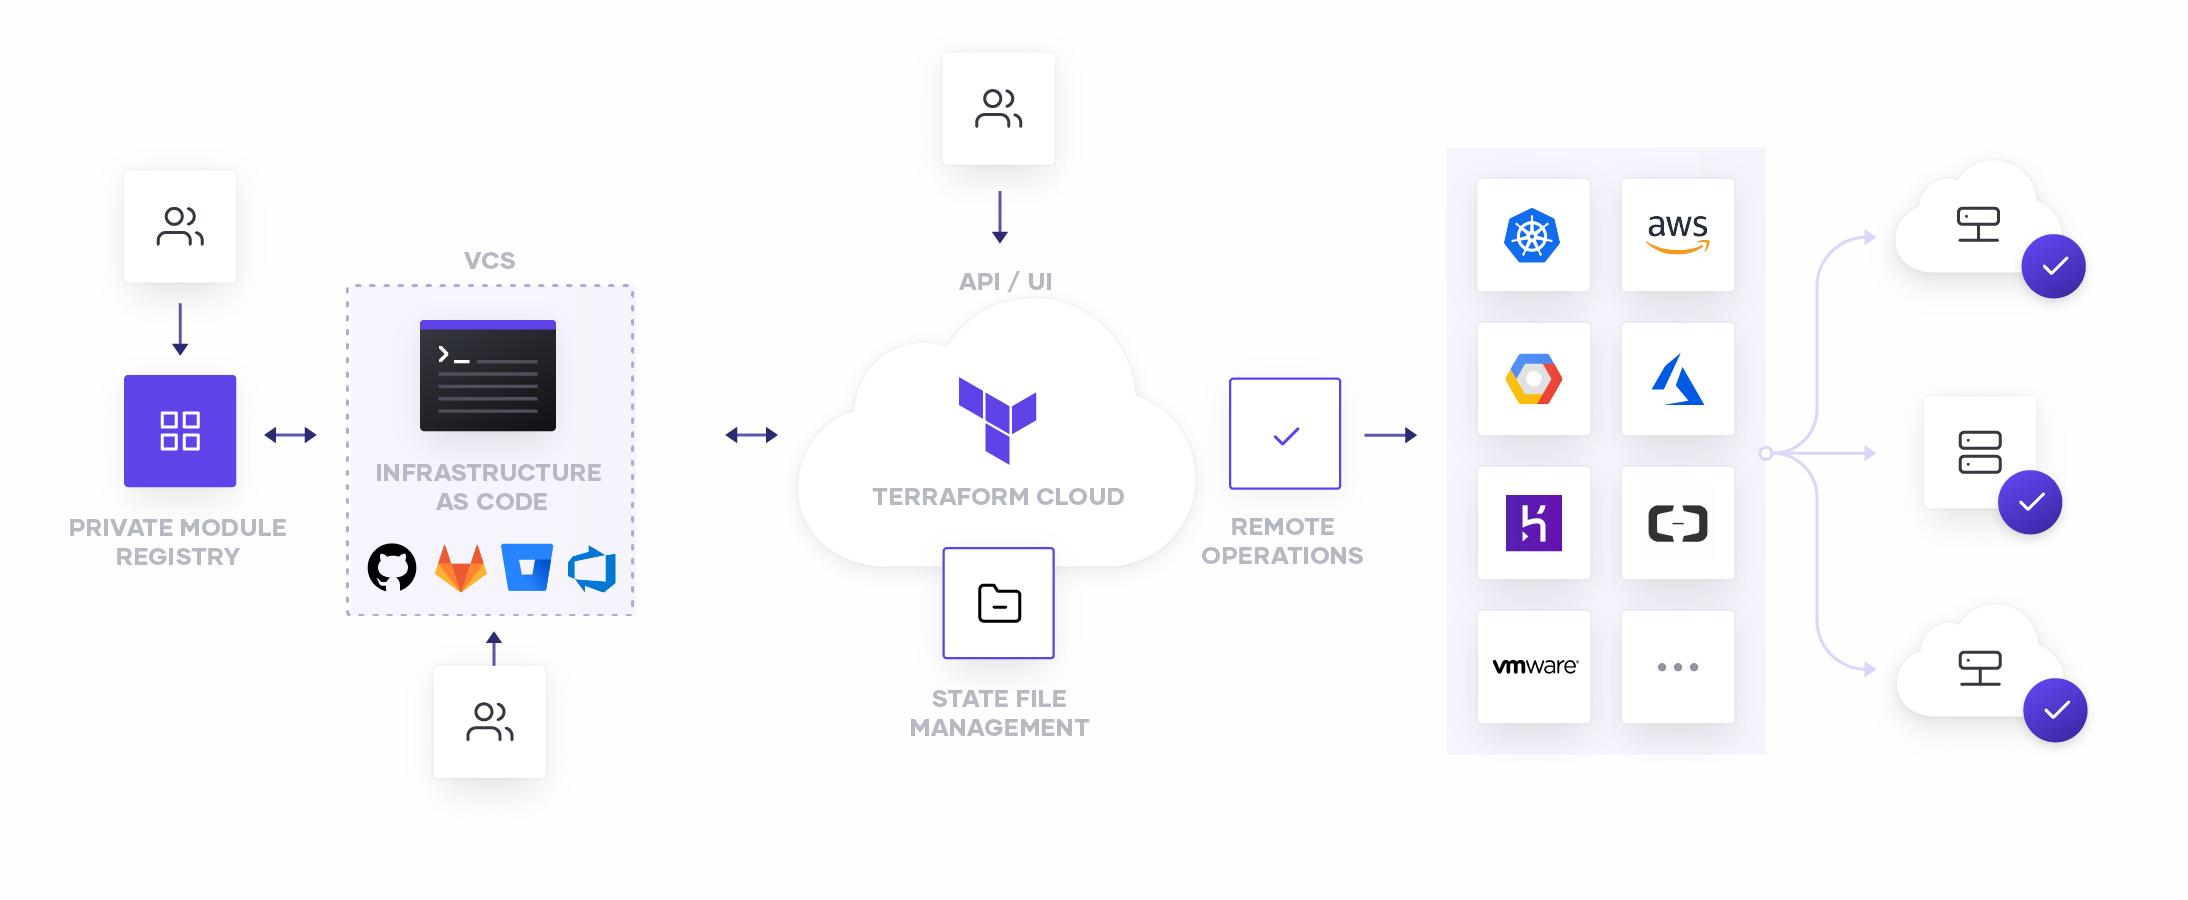 VCS
INFRASTRUCTURE
AS CODE
PRIVATE MODULE
REGISTRY
API / UI
TERRAFORM CLOUD
STATE FILE
MANAGEMENT
REMOTE
OPERATIONS
aws
vmware®